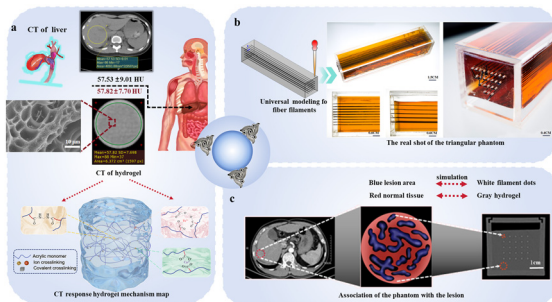 a
CT of liver
57.53 ±9.01 HU
57.82±7.70 HU
10 μm
CT of hydrogel
Acrylic monomer
Ion crosslinking
Covalent crosslinking
CT response hydrogel mechanism map
b
Universal modeling fo
fiber filaments
The real shot of the triangular phantom
c
Blue lesion area
simulation
White filament dots
Red normal tissue
Gray hydrogel
1cm
Association of the phantom with the lesion